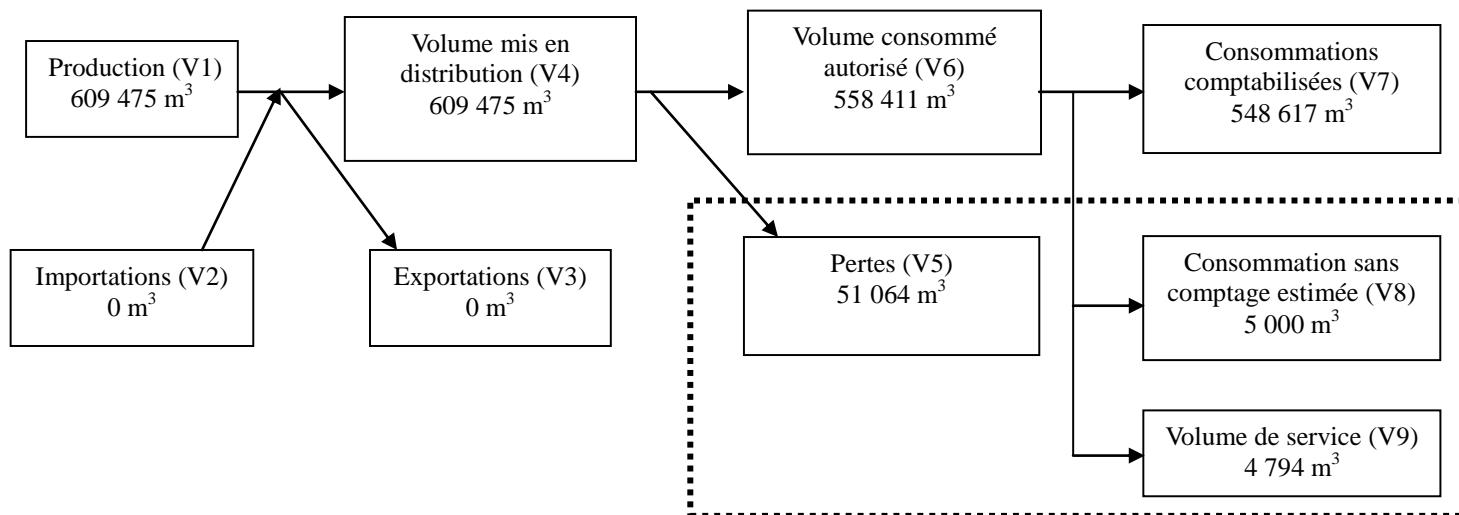 Production (V1)
609 475 m³
Volume mis en
distribution (V4)
609 475 m³
Volume consommé
autorisé (V6)
558 411 m³
Consommations
comptabilisées (V7)
548 617 m³
Importations (V2)
0 m³
Exportations (V3)
0 m³
Pertes (V5)
51 064 m³
Consommation sans
comptage estimée (V8)
5 000 m³
Volume de service (V9)
4 794 m³